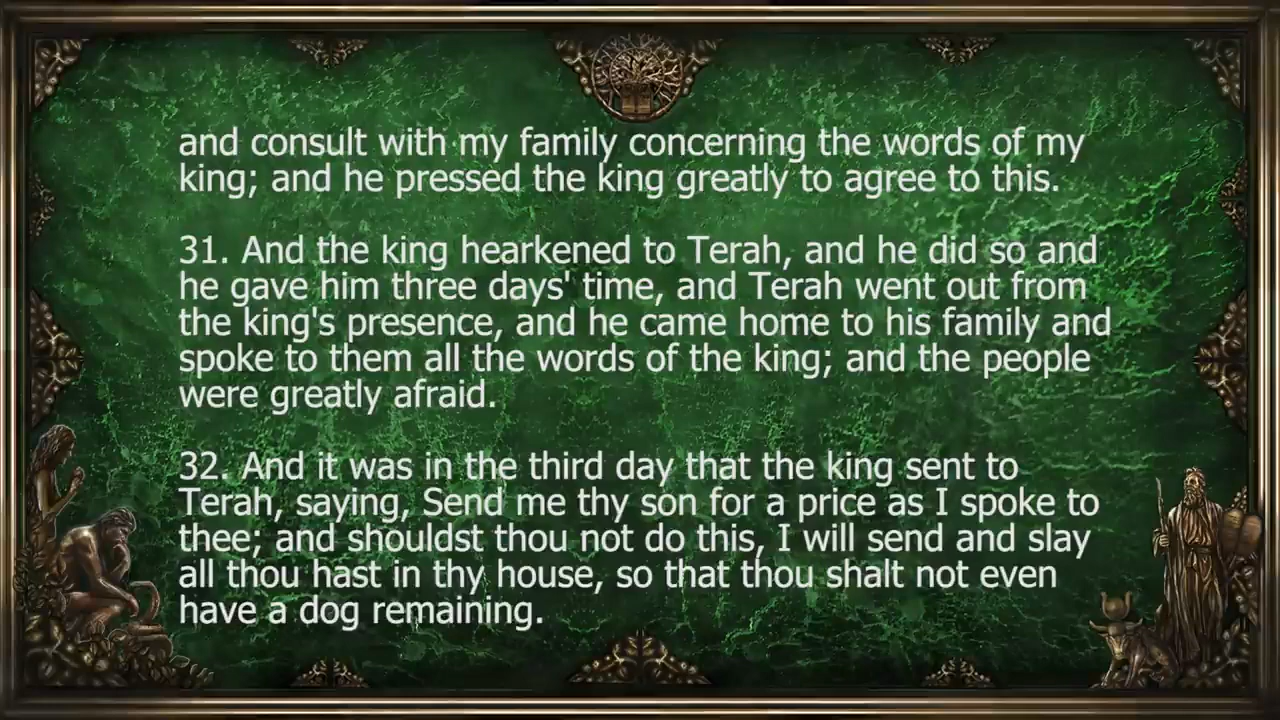 and consult with my family concerning the words of my
king; and he pressed the king greatly to agree to this.
31. And the king hearkened to Terah, and he did so and
he gave him three days' time, and Terah went out from
the king's presence, and he came home to his family and
spoke to them all the words of the king; and the people
were greatly afraid.
32. And it was in the third day that the king sent to
Terah, saying, Send me thy son for a price as I spoke to
thee; and shouldst thou not do this, I will send and slay
all thou hast in thy house, so that thou shalt not even
have a dog remaining.